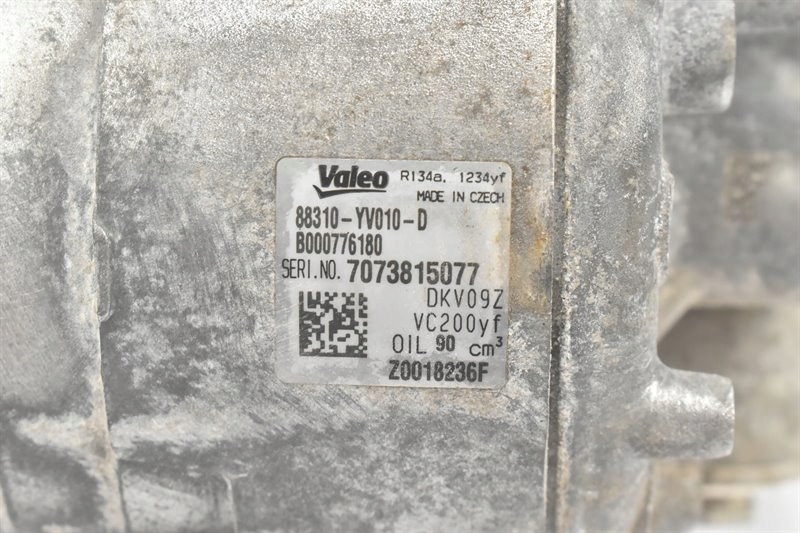 Valeo R134a, 1234yf
MADE IN CZECH
88310-YV010-D
B000776180
SERI.NO. 7073815077
DKV09Z
VC200yf
OIL 90 cm³
Z0018236F